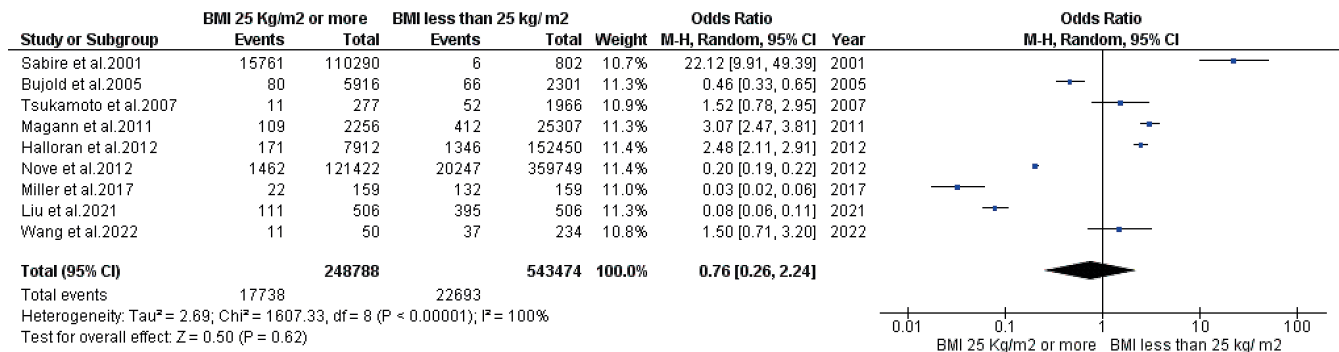 BMI 25 Kg/m2 or more BMI less than 25 kg/ m2 Odds Ratio Odds Ratio
Study or Subgroup Events Total Events Total Weight M-H, Random, 95% CI Year M-H, Random, 95% CI
Sabire et al.2001 15761 110290 6 802 10.7% 22.12 [9.91, 49.39] 2001
Bujold et al.2005 80 5916 66 2301 11.3% 0.46 [0.33, 0.65] 2005
Tsukamoto et al.2007 11 277 52 1966 10.9% 1.52 [0.78, 2.95] 2007
Magann et al.2011 109 2256 412 25307 11.3% 3.07 [2.47, 3.81] 2011
Halloran et al.2012 171 7912 1346 152450 11.4% 2.48 [2.11, 2.91] 2012
Nove et al.2012 1462 121422 20247 359749 11.4% 0.20 [0.19, 0.22] 2012
Miller et al.2017 22 159 132 159 11.0% 0.03 [0.02, 0.06] 2017
Liu et al.2021 111 506 395 506 11.3% 0.08 [0.06, 0.11] 2021
Wang et al.2022 11 50 37 234 10.8% 1.50 [0.71, 3.20] 2022
Total (95% CI) 248788 543474 100.0% 0.76 [0.26, 2.24]
Total events 17738 22693
Heterogeneity: Tau² = 2.69; Chi² = 1607.33, df = 8 (P < 0.00001); I² = 100%
Test for overall effect: Z = 0.50 (P = 0.62)
0.01 0.1 1 10 100
BMI 25 Kg/m2 or more BMI less than 25 kg/ m2